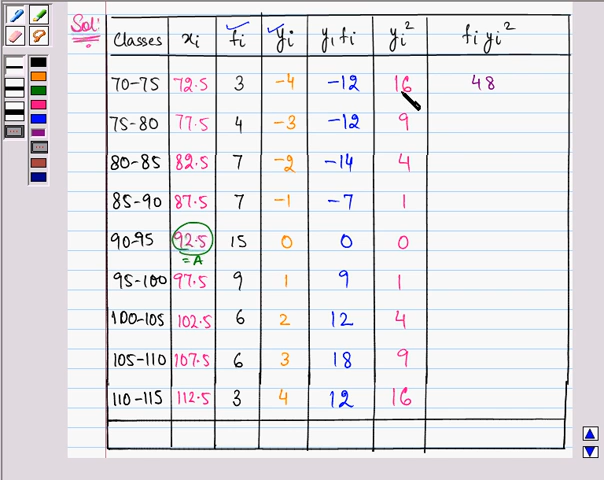 Sol:
Classes xi fi yi y1 fi yi² fi yi²
70-75 72.5 3 -4 -12 16 48
75-80 77.5 4 -3 -12 9
80-85 82.5 7 -2 -14 4
85-90 87.5 7 -1 -7 1
90-95 92.5 15 0 0 0
= A
95-100 97.5 9 1 9 1
100-105 102.5 6 2 12 4
105-110 107.5 6 3 18 9
110-115 112.5 3 4 12 16